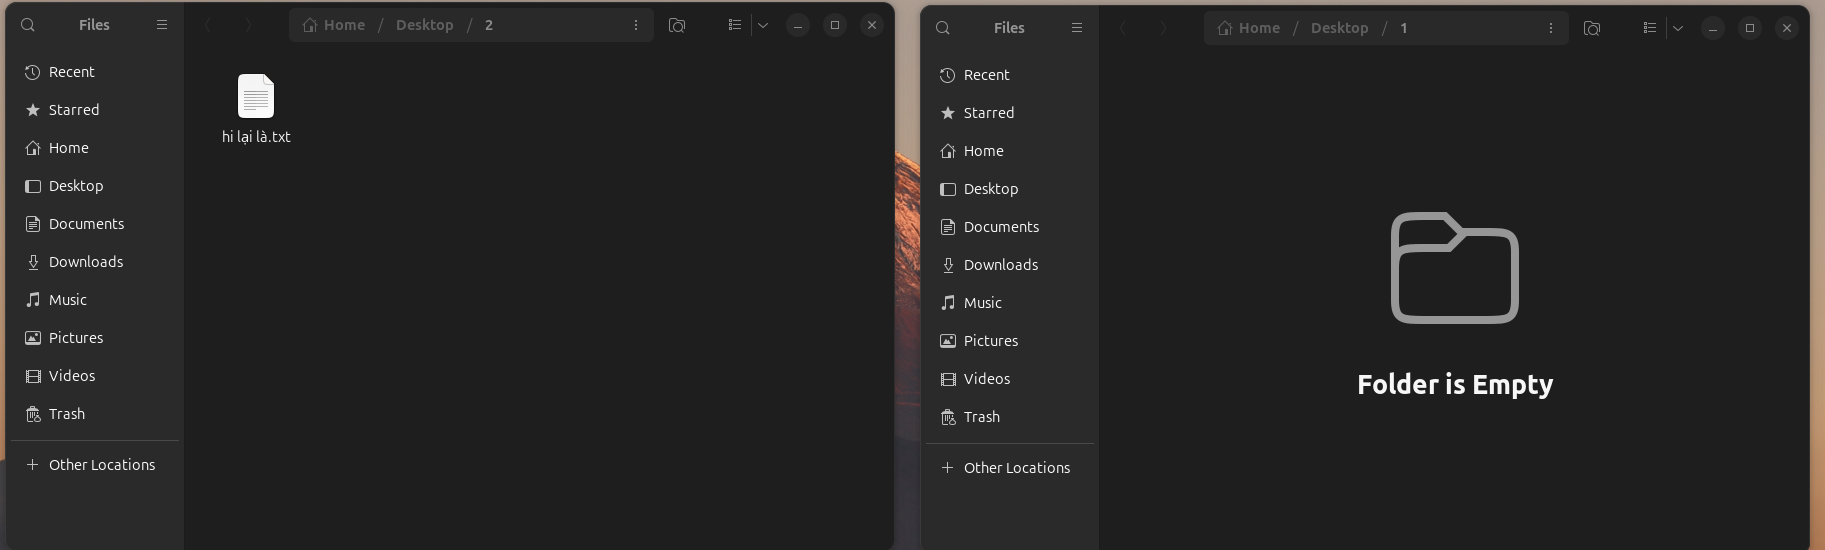 Files
Home / Desktop / 2
Recent
Starred
Home
Desktop
Documents
Downloads
Music
Pictures
Videos
Trash
Other Locations
hi lại là.txt
Files
Home / Desktop / 1
Recent
Starred
Home
Desktop
Documents
Downloads
Music
Pictures
Videos
Trash
Other Locations
Folder is Empty